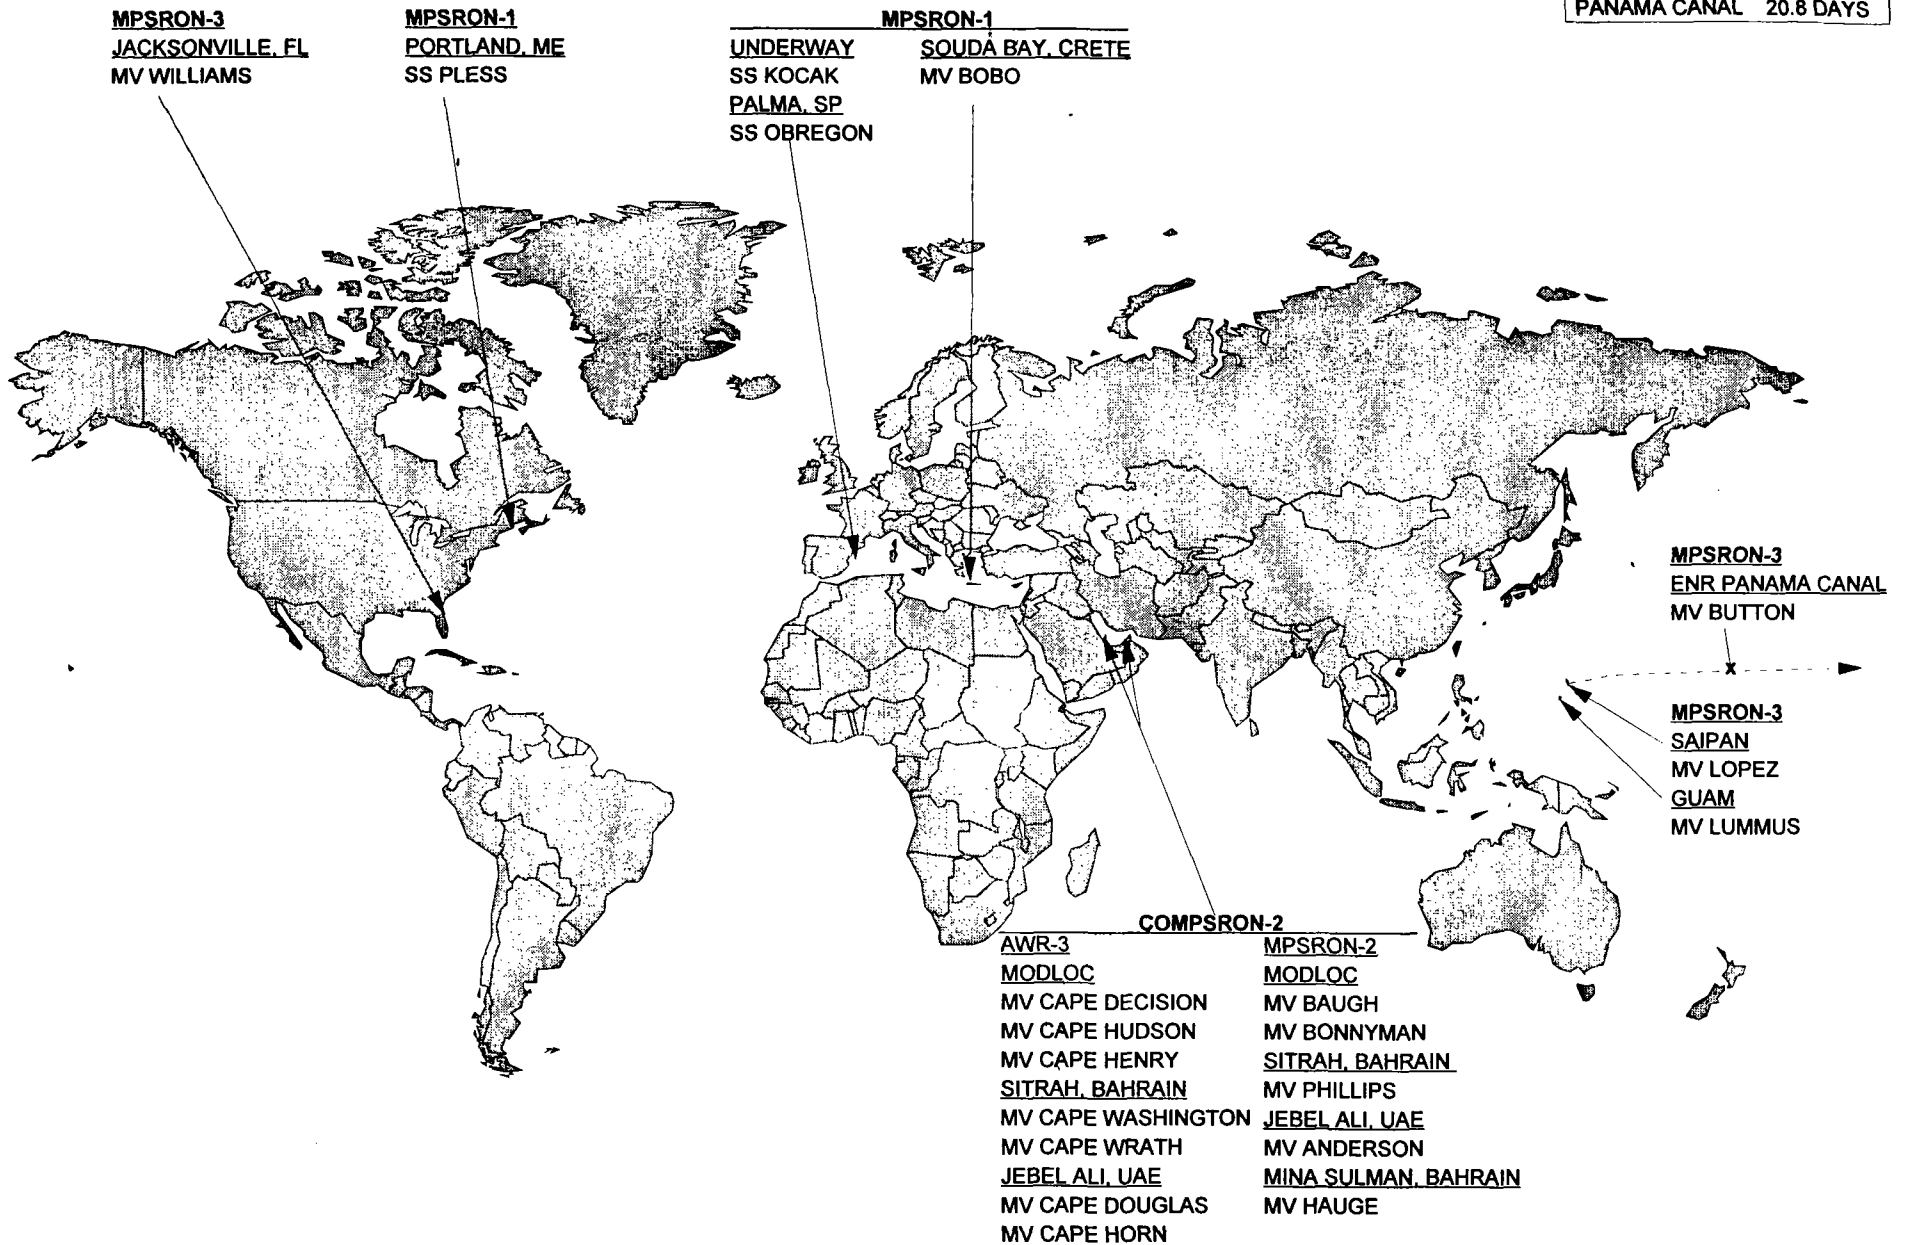 PANAMA CANAL 20.8 DAYS
MPSRON-3
JACKSONVILLE, FL
MV WILLIAMS
MPSRON-1
PORTLAND, ME
SS PLESS
MPSRON-1
UNDERWAY
SS KOCAK
PALMA, SP
SS OBREGON
SOUDA BAY, CRETE
MV BOBO
MPSRON-3
ENR PANAMA CANAL
MV BUTTON
x
MPSRON-3
SAIPAN
MV LOPEZ
GUAM
MV LUMMUS
COMPSRON-2
AWR-3
MODLOC
MV CAPE DECISION
MV CAPE HUDSON
MV CAPE HENRY
SITRAH, BAHRAIN
MV CAPE WASHINGTON
MV CAPE WRATH
JEBEL ALI, UAE
MV CAPE DOUGLAS
MV CAPE HORN
MPSRON-2
MODLOC
MV BAUGH
MV BONNYMAN
SITRAH, BAHRAIN
MV PHILLIPS
JEBEL ALI, UAE
MV ANDERSON
MINA SULMAN, BAHRAIN
MV HAUGE